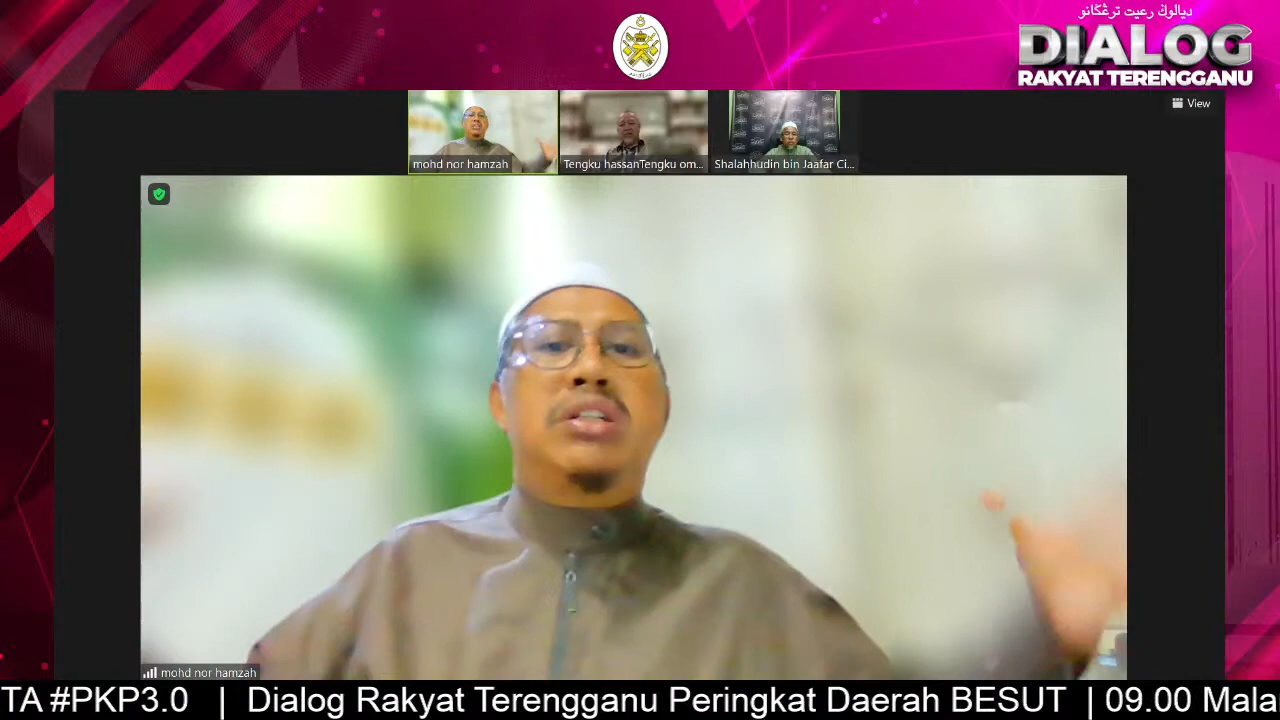 ديالوݢ رعيت ترڠڬانو
DIALOG
RAKYAT TERENGGANU
View
mohd nor hamzah
Tengku hassanTengku om...
Shalahhudin bin Jaafar Ci...
mohd nor hamzah
TA #PKP3.0 | Dialog Rakyat Terengganu Peringkat Daerah BESUT | 09.00 Mala